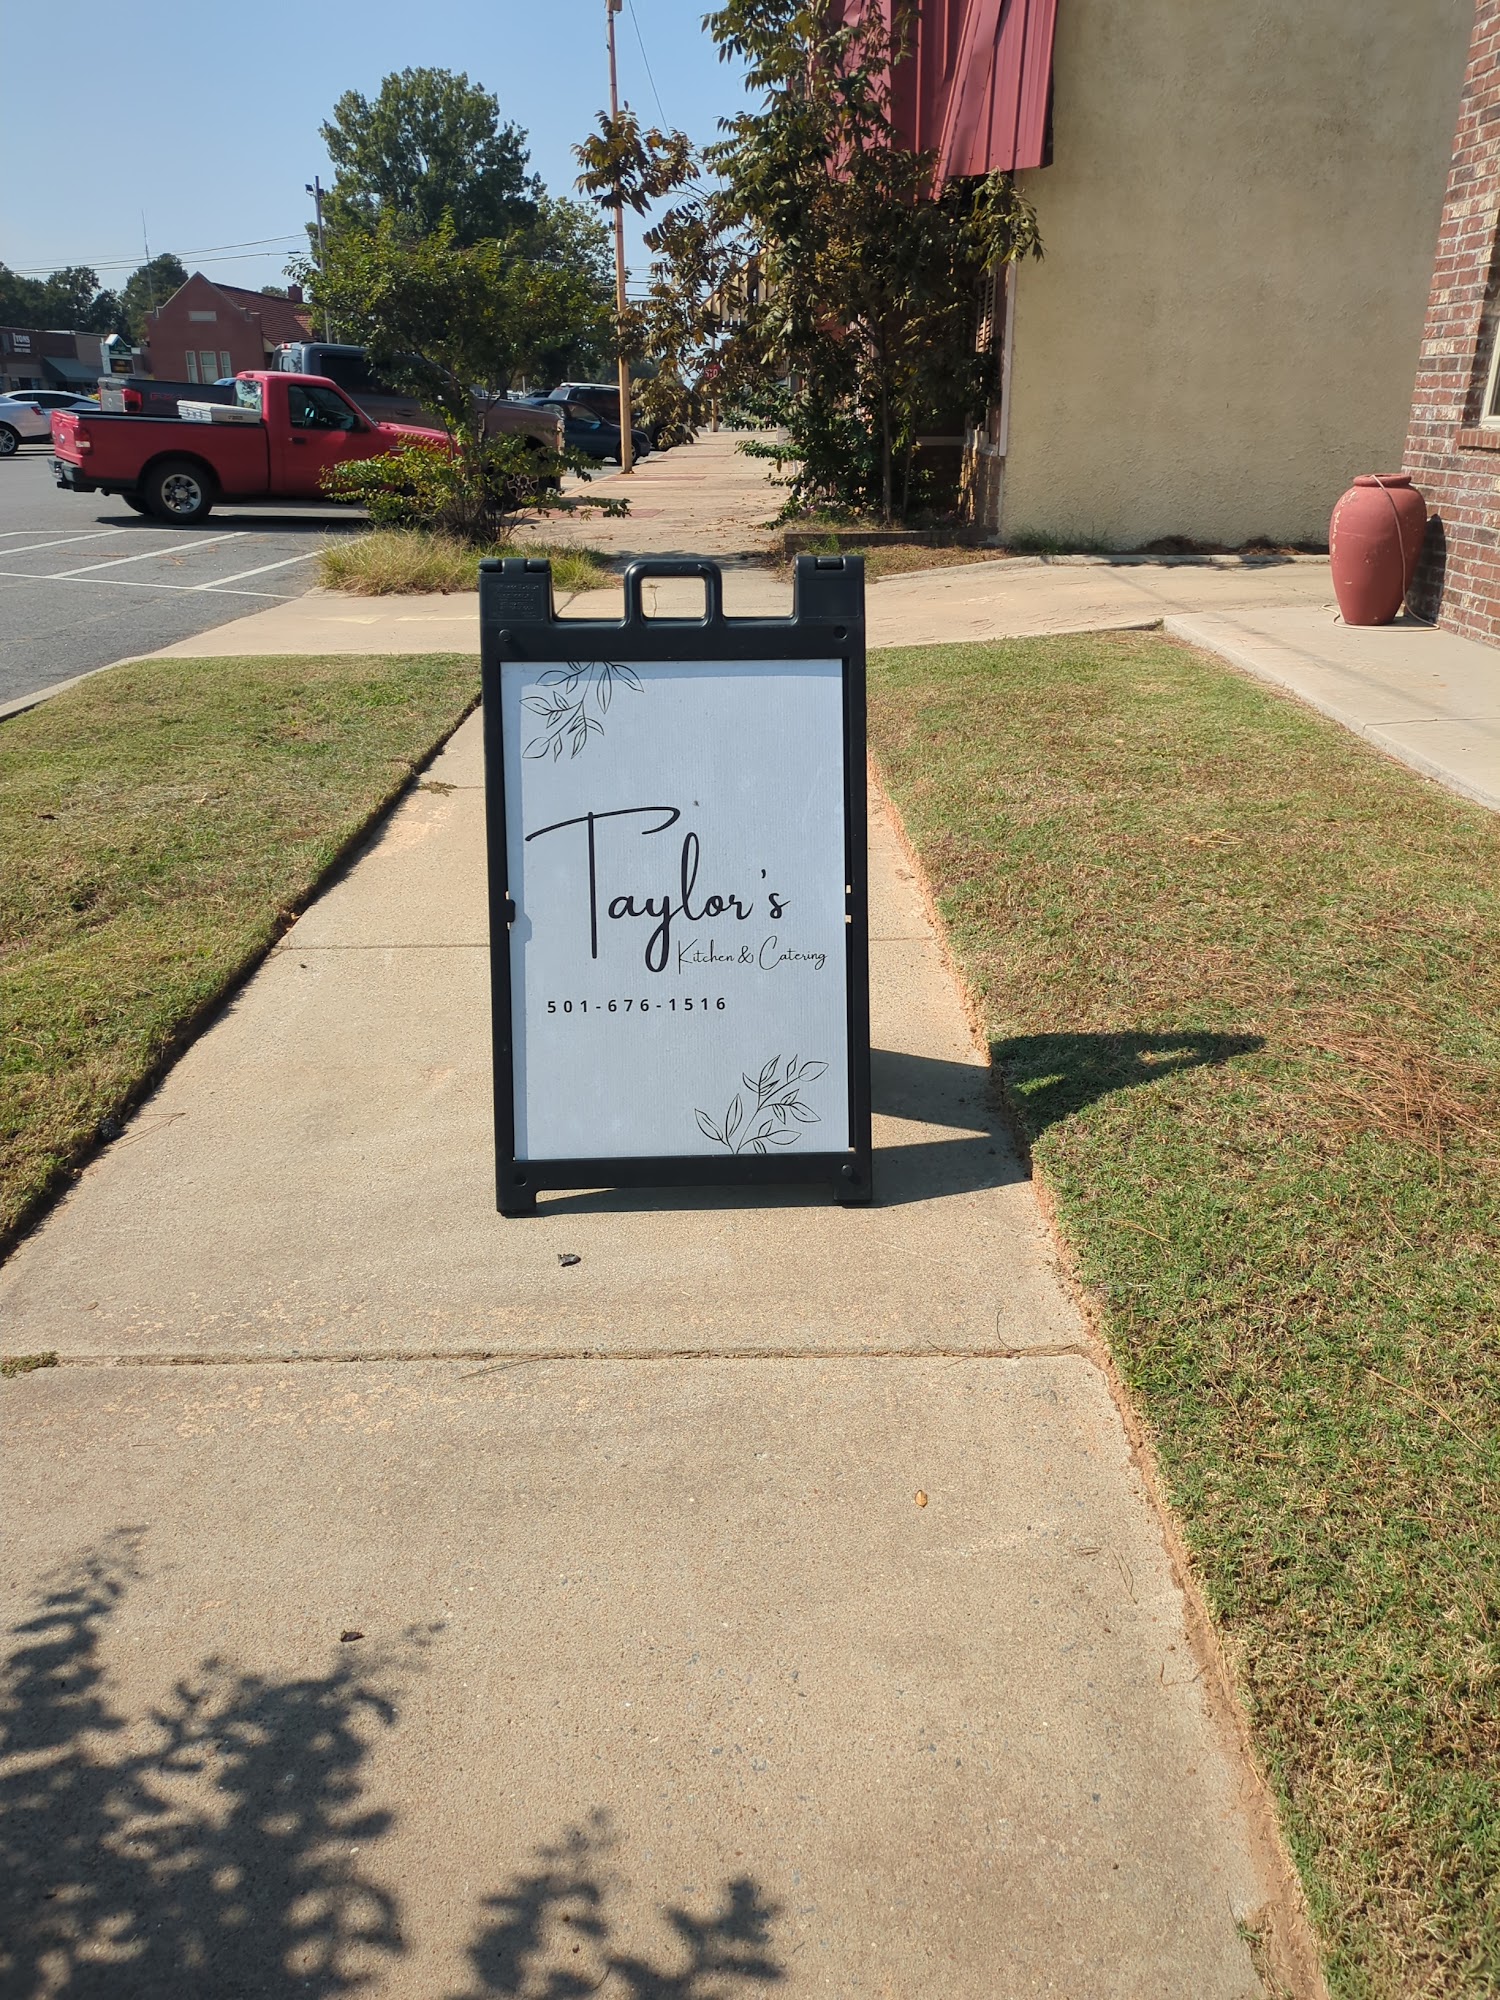 Taylor's
Kitchen & Catering
501-676-1516